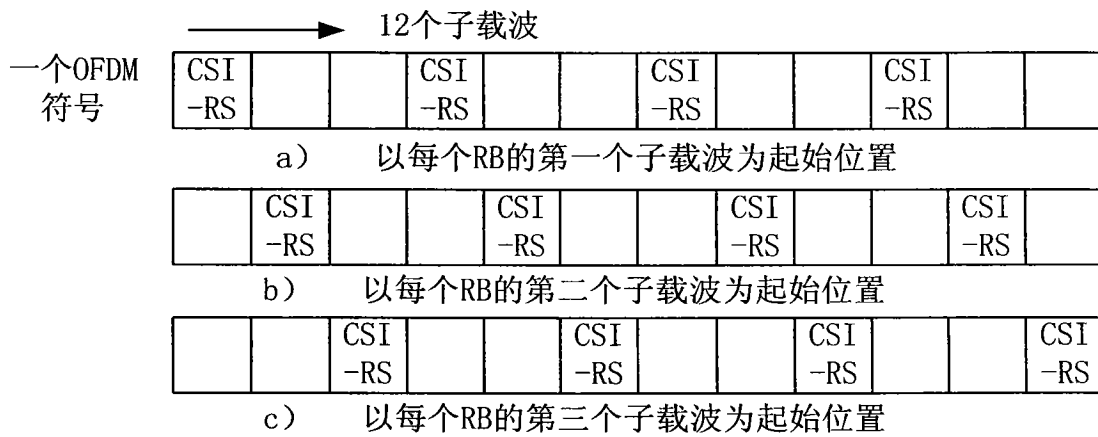 12个子载波
一个OFDM
符号
CSI CSI CSI CSI
-RS -RS -RS -RS
a) 以每个RB的第一个子载波为起始位置
CSI CSI CSI CSI
-RS -RS -RS -RS
b) 以每个RB的第二个子载波为起始位置
CSI CSI CSI CSI
-RS -RS -RS -RS
c) 以每个RB的第三个子载波为起始位置